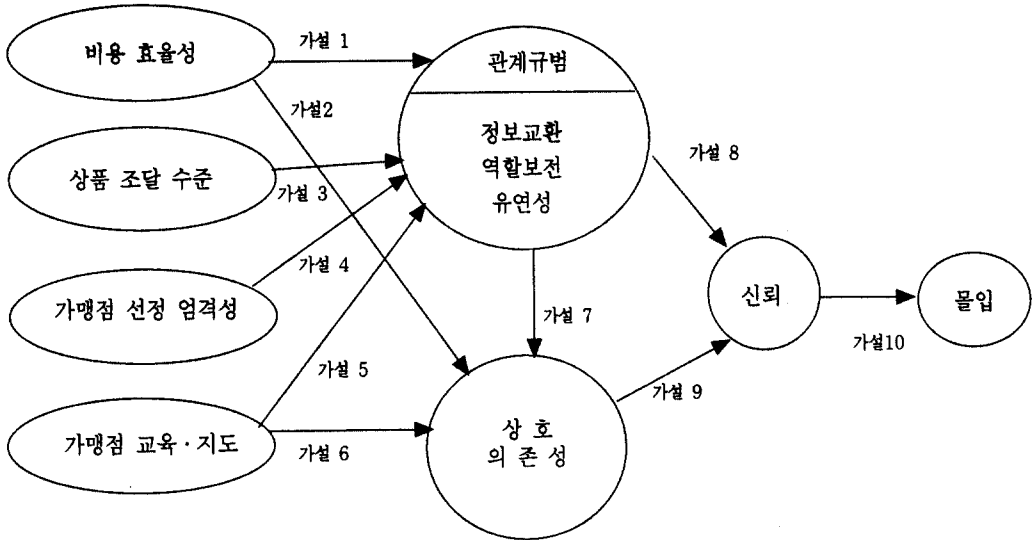 비용 효율성
가설 1
관계규범
가설2
정보교환
역할보전
유연성
상품 조달 수준
가설 3
가설 8
가맹점 선정 엄격성
가설 4
신뢰
몰입
가설 7
가설10
가설 5
가설 9
가맹점 교육·지도
가설 6
상 호
의 존 성